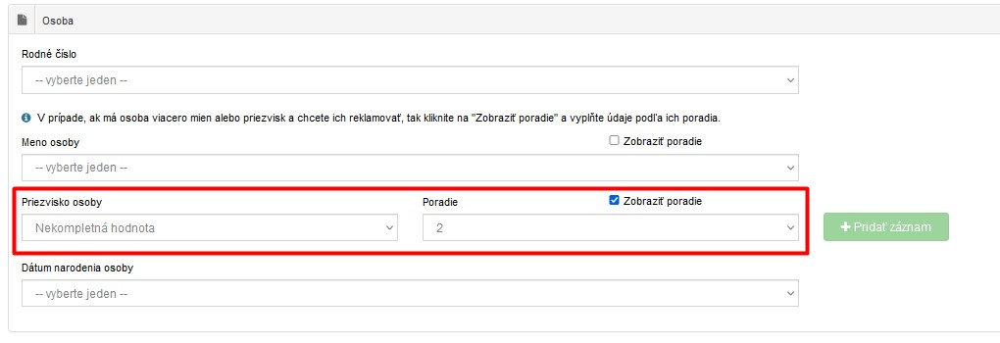 Osoba
Rodné číslo
-- vyberte jeden --
V prípade, ak má osoba viacero mien alebo priezvisk a chcete ich reklamovať, tak kliknite na "Zobraziť poradie" a vyplňte údaje podľa ich poradia.
Meno osoby Zobraziť poradie
-- vyberte jeden --
Priezvisko osoby Poradie Zobraziť poradie
Nekompletná hodnota 2 Pridať záznam
Dátum narodenia osoby
-- vyberte jeden --